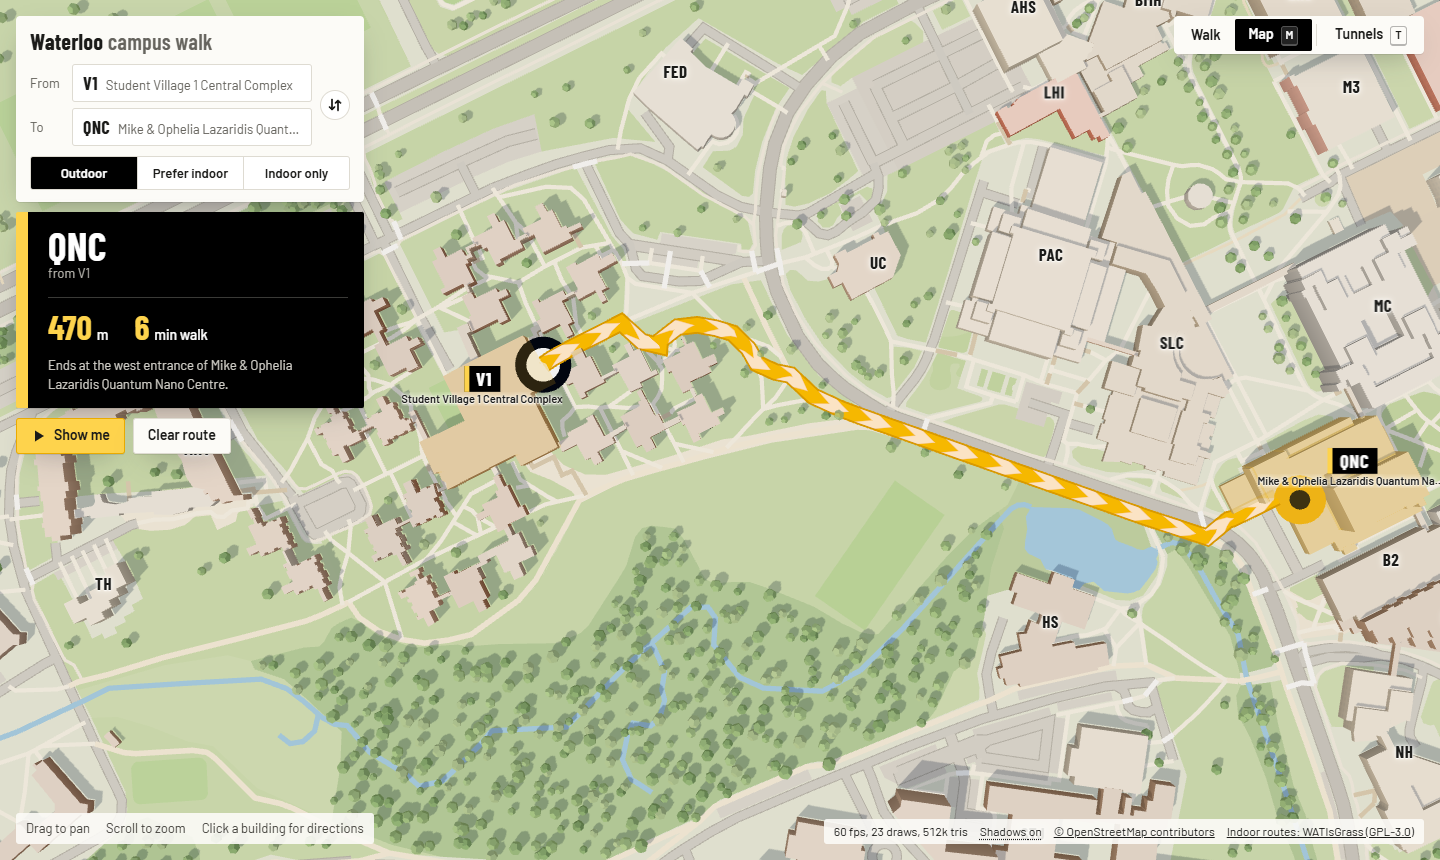 Waterloo campus walk
From
V1 Student Village 1 Central Complex
To
QNC Mike & Ophelia Lazaridis Quant...
Outdoor
Prefer indoor
Indoor only
QNC
from V1
470 m
6 min walk
Ends at the west entrance of Mike & Ophelia
Lazaridis Quantum Nano Centre.
Show me
Clear route
Walk
Map M
Tunnels T
AHS
FED
LHI
M3
UC
PAC
MC
SLC
V1
Student Village 1 Central Complex
QNC
Mike & Ophelia Lazaridis Quantum Na...
B2
TH
HS
NH
Drag to pan
Scroll to zoom
Click a building for directions
60 fps, 23 draws, 512k tris
Shadows on
© OpenStreetMap contributors
Indoor routes: WATIsGrass (GPL-3.0)